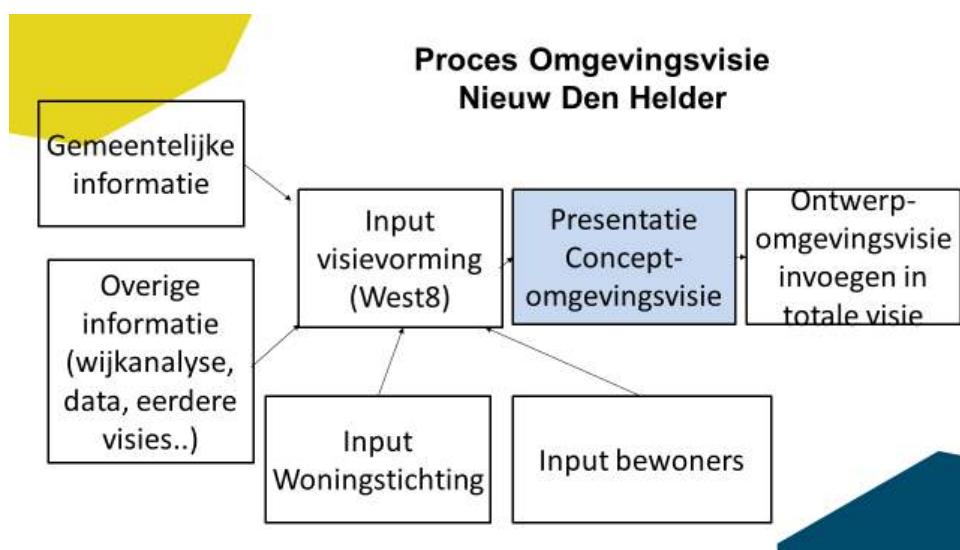 Proces Omgevingsvisie
Nieuw Den Helder
Gemeentelijke
informatie
Overige
informatie
(wijkanalyse,
data, eerdere
visies..)
Input
visievorming
(West8)
Presentatie
Concept-
omgevingsvisie
Ontwerp-
omgevingsvisie
invoegen in
totale visie
Input
Woningstichting
Input bewoners